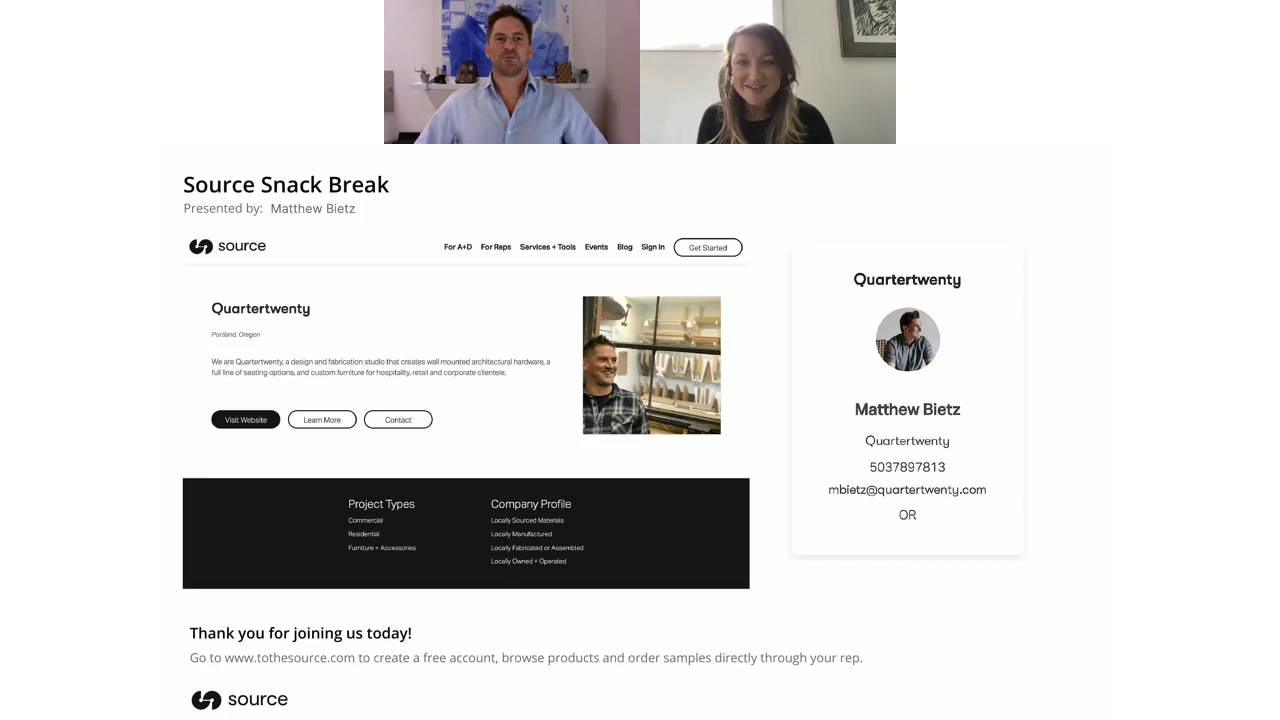 Source Snack Break
Presented by: Matthew Bietz
source
For A+D For Reps Services + Tools Events Blog Sign In Get Started
Quartertwenty
Portland, Oregon
We are Quartertwenty, a design and fabrication studio that creates wall mounted architectural hardware, a
full line of seating options, and custom furniture for hospitality, retail and corporate clientele.
Visit Website Learn More Contact
Project Types
Commercial
Residential
Furniture + Accessories
Company Profile
Locally Sourced Materials
Locally Manufactured
Locally Fabricated or Assembled
Locally Owned + Operated
Quartertwenty
Matthew Bietz
Quartertwenty
5037897813
mbietz@quartertwenty.com
OR
Thank you for joining us today!
Go to www.tothesource.com to create a free account, browse products and order samples directly through your rep.
source